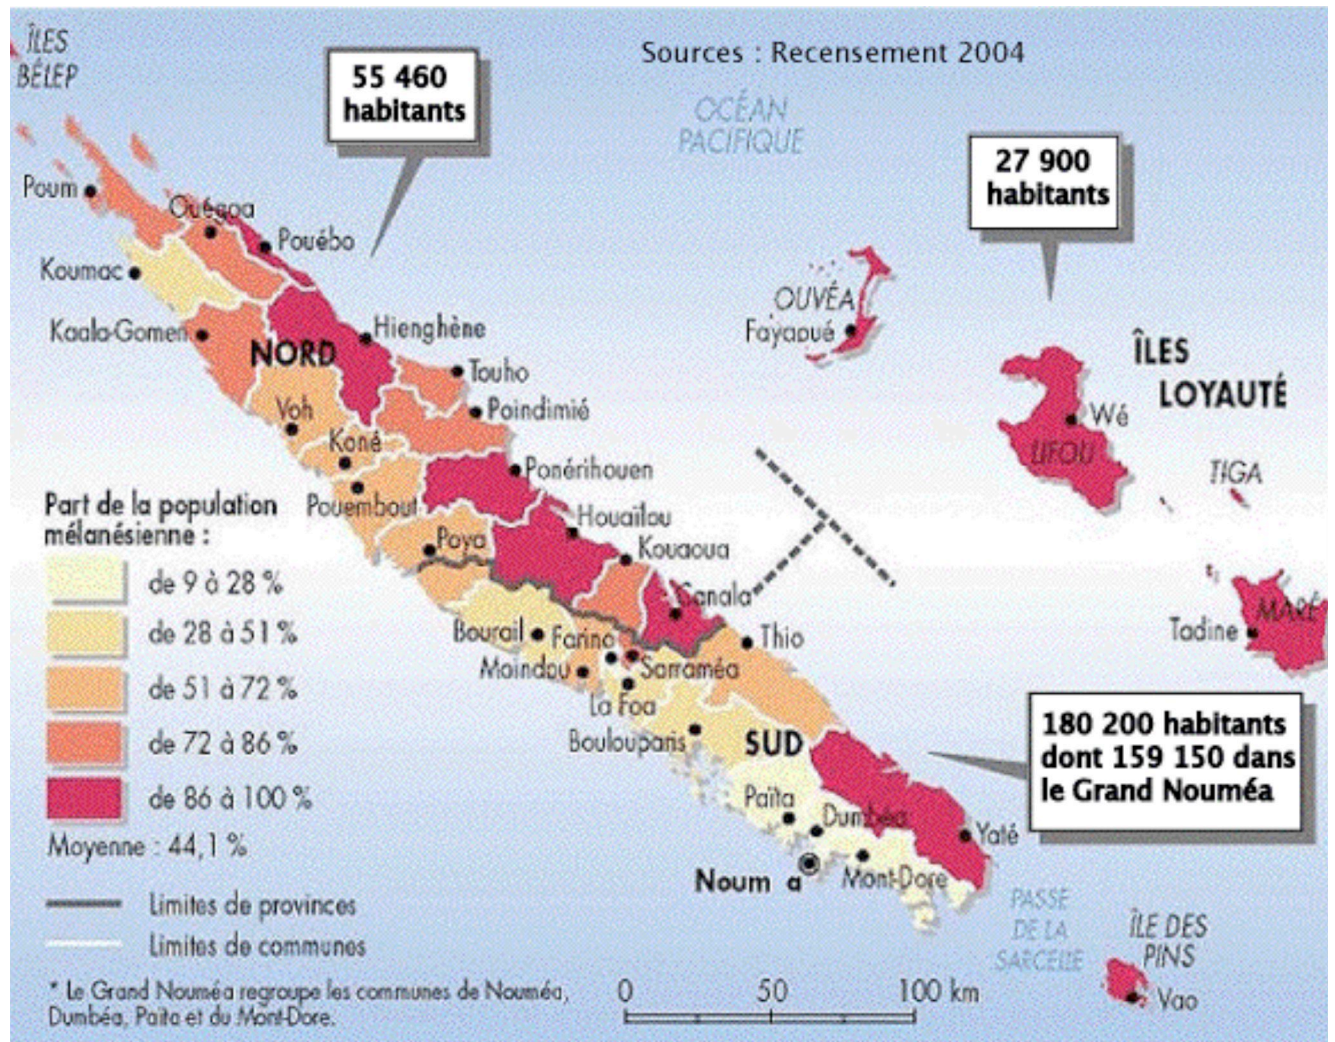 ÎLES
BÉLEP
Sources : Recensement 2004
55 460
habitants
OCÉAN
PACIFIQUE
27 900
habitants
Poum
Ouégoa
Pouébo
Koumac
OUVÉA
Fayaoué
Kaala-Gomen
Hienghène
NORD
ÎLES
LOYAUTÉ
Touho
Voh
Poindimié
Wé
Koné
LIFOU
Ponérihouen
TIGA
Pouembout
Part de la population
mélanésienne :
Houaïlou
Poya
Kouaoua
de 9 à 28 %
Canala
MARÉ
de 28 à 51 %
Bourail
Farino
Thio
Tadine
Moindou
Sarraméa
de 51 à 72 %
La Foa
180 200 habitants
dont 159 150 dans
le Grand Nouméa
de 72 à 86 %
Boulouparis
SUD
de 86 à 100 %
Païta
Dumbéa
Moyenne : 44,1 %
Yaté
Noum a
Mont-Dore
Limites de provinces
PASSE
DE LA
SARCELLE
ÎLE DES
PINS
Limites de communes
* Le Grand Nouméa regroupe les communes de Nouméa,
Dumbéa, Païta et du Mont-Dore.
0 50 100 km
Vao